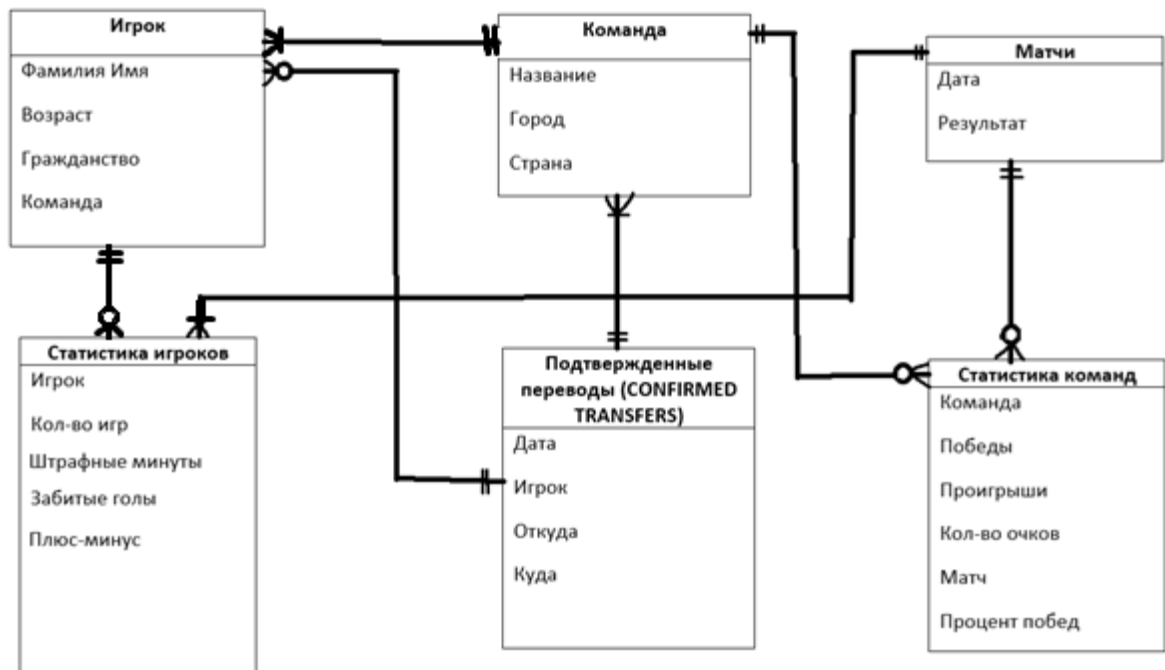 Игрок
Фамилия Имя
Возраст
Гражданство
Команда
Команда
Название
Город
Страна
Матчи
Дата
Результат
Статистика игроков
Игрок
Кол-во игр
Штрафные минуты
Забитые голы
Плюс-минус
Подтвержденные
переводы (CONFIRMED
TRANSFERS)
Дата
Игрок
Откуда
Куда
Статистика команд
Команда
Победы
Проигрыши
Кол-во очков
Матч
Процент побед